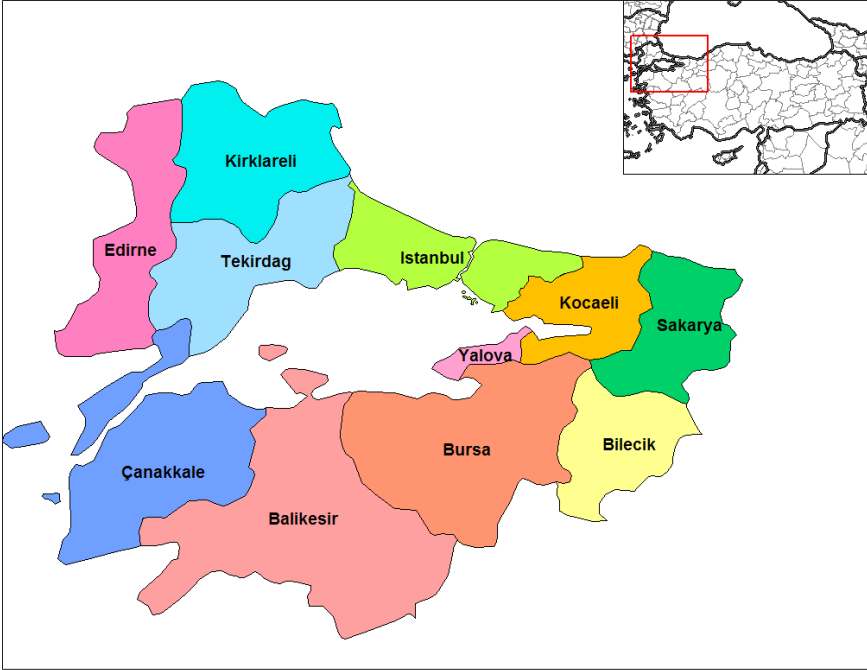 Kirklareli
Edirne
Tekirdag
Istanbul
Kocaeli
Sakarya
Yalova
Bursa
Bilecik
Çanakkale
Balikesir